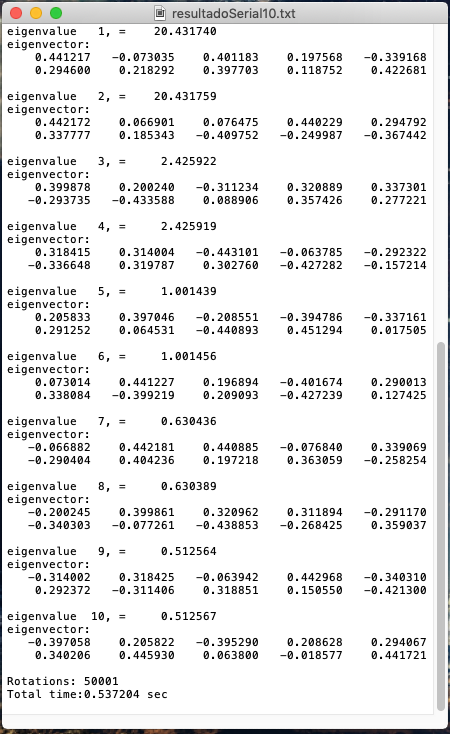 resultadoSerial10.txt
eigenvalue   1, =    20.431740
eigenvector:
    0.441217   -0.073035    0.401183    0.197568   -0.339168
    0.294600    0.218292    0.397703    0.118752    0.422681
eigenvalue   2, =    20.431759
eigenvector:
    0.442172    0.066901    0.076475    0.440229    0.294792
    0.337777    0.185343   -0.409752   -0.249987   -0.367442
eigenvalue   3, =     2.425922
eigenvector:
    0.399878    0.200240   -0.311234    0.320889    0.337301
   -0.293735   -0.433588    0.088906    0.357426    0.277221
eigenvalue   4, =     2.425919
eigenvector:
    0.318415    0.314004   -0.443101   -0.063785   -0.292322
   -0.336648    0.319787    0.302760   -0.427282   -0.157214
eigenvalue   5, =     1.001439
eigenvector:
    0.205833    0.397046   -0.208551   -0.394786   -0.337161
    0.291252    0.064531   -0.440893    0.451294    0.017505
eigenvalue   6, =     1.001456
eigenvector:
    0.073014    0.441227    0.196894   -0.401674    0.290013
    0.338084   -0.399219    0.209093   -0.427239    0.127425
eigenvalue   7, =     0.630436
eigenvector:
   -0.066882    0.442181    0.440885   -0.076840    0.339069
   -0.290404    0.404236    0.197218    0.363059   -0.258254
eigenvalue   8, =     0.630389
eigenvector:
   -0.200245    0.399861    0.320962    0.311894   -0.291170
   -0.340303   -0.077261   -0.438853   -0.268425    0.359037
eigenvalue   9, =     0.512564
eigenvector:
   -0.314002    0.318425   -0.063942    0.442968   -0.340310
    0.292372   -0.311406    0.318851    0.150550   -0.421300
eigenvalue  10, =     0.512567
eigenvector:
   -0.397058    0.205822   -0.395290    0.208628    0.294067
    0.340206    0.445930    0.063800   -0.018577    0.441721
Rotations: 50001
Total time:0.537204 sec